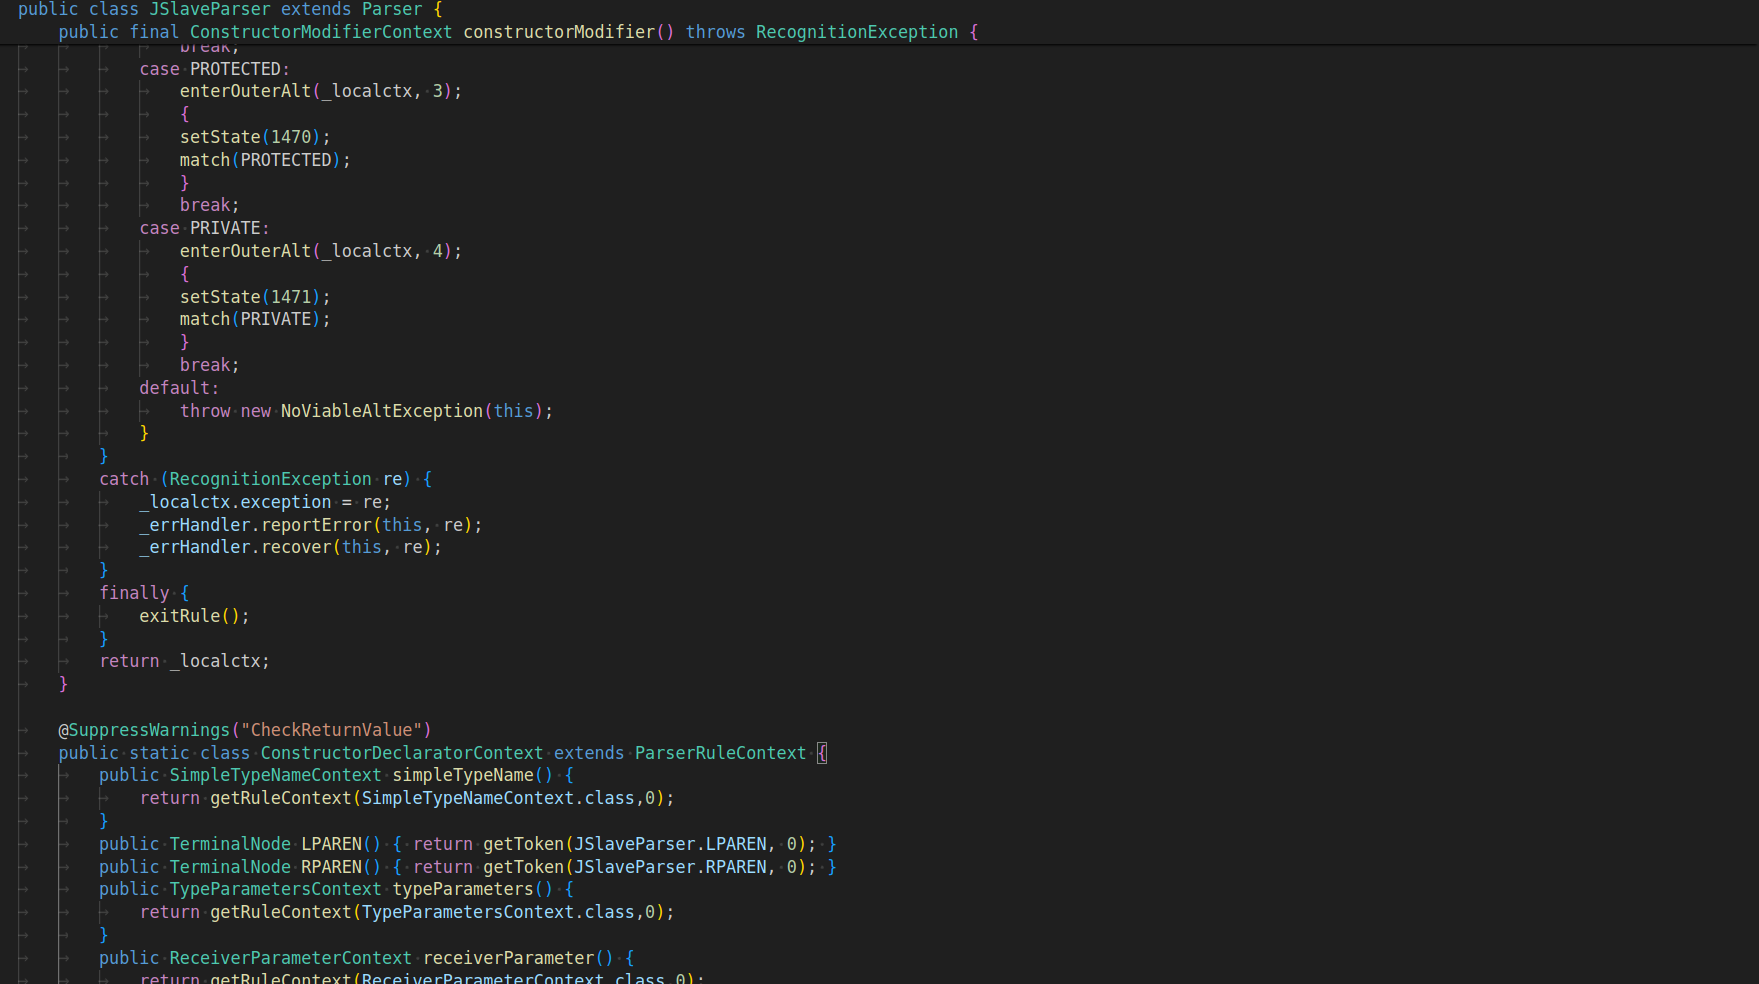 public class JSlaveParser extends Parser {
    public final ConstructorModifierContext constructorModifier() throws RecognitionException {
                break;
            case PROTECTED:
                enterOuterAlt(_localctx, 3);
                {
                setState(1470);
                match(PROTECTED);
                }
                break;
            case PRIVATE:
                enterOuterAlt(_localctx, 4);
                {
                setState(1471);
                match(PRIVATE);
                }
                break;
            default:
                throw new NoViableAltException(this);
            }
        }
        catch (RecognitionException re) {
            _localctx.exception = re;
            _errHandler.reportError(this, re);
            _errHandler.recover(this, re);
        }
        finally {
            exitRule();
        }
        return _localctx;
    }

    @SuppressWarnings("CheckReturnValue")
    public static class ConstructorDeclaratorContext extends ParserRuleContext {
        public SimpleTypeNameContext simpleTypeName() {
            return getRuleContext(SimpleTypeNameContext.class,0);
        }
        public TerminalNode LPAREN() { return getToken(JSlaveParser.LPAREN, 0); }
        public TerminalNode RPAREN() { return getToken(JSlaveParser.RPAREN, 0); }
        public TypeParametersContext typeParameters() {
            return getRuleContext(TypeParametersContext.class,0);
        }
        public ReceiverParameterContext receiverParameter() {
            return getRuleContext(ReceiverParameterContext.class,0);